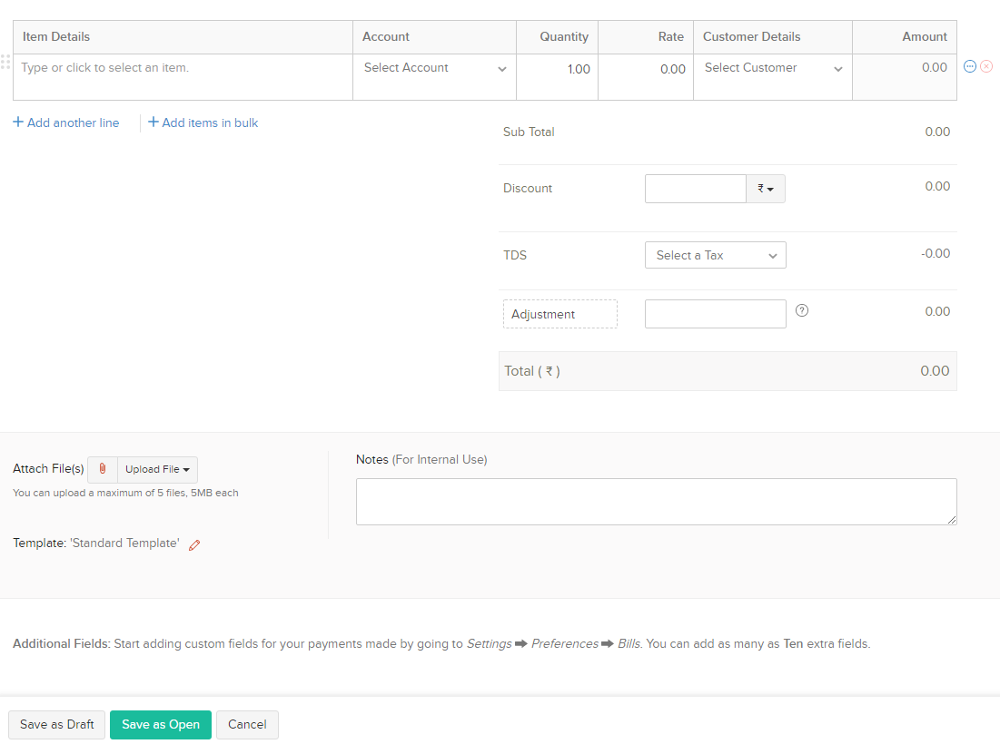 Item Details Account Quantity Rate Customer Details Amount
Type or click to select an item. Select Account 1.00 0.00 Select Customer 0.00
+ Add another line + Add items in bulk
Sub Total 0.00
Discount ₹ 0.00
TDS Select a Tax -0.00
Adjustment ? 0.00
Total ( ₹ ) 0.00
Attach File(s) Upload File
You can upload a maximum of 5 files, 5MB each
Template: 'Standard Template'
Notes (For Internal Use)
Additional Fields: Start adding custom fields for your payments made by going to Settings ➡ Preferences ➡ Bills. You can add as many as Ten extra fields.
Save as Draft Save as Open Cancel